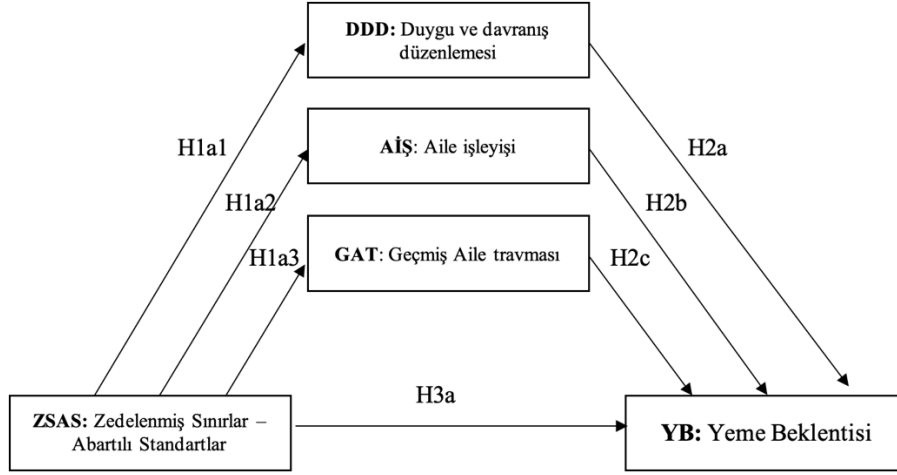 DDD: Duygu ve davranış
düzenlemesi
H1a1
H2a
AİŞ: Aile işleyişi
H1a2
H2b
GAT: Geçmiş Aile travması
H1a3
H2c
ZSAS: Zedelenmiş Sınırlar –
Abartılı Standartlar
H3a
YB: Yeme Beklentisi